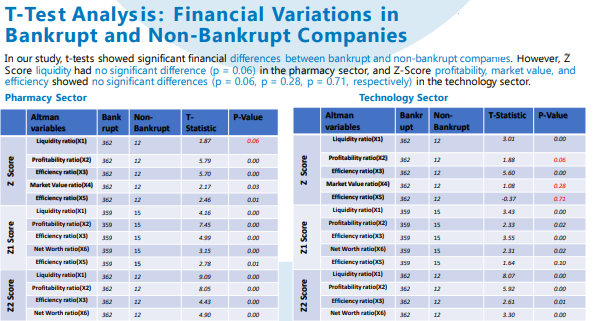 T-Test Analysis: Financial Variations in
Bankrupt and Non-Bankrupt Companies
In our study, t-tests showed significant financial differences between bankrupt and non-bankrupt companies. However, Z
Score liquidity had no significant difference (p = 0.06) in the pharmacy sector, and Z-Score profitability, market value, and
efficiency showed no significant differences (p = 0.06, p = 0.28, p = 0.71, respectively) in the technology sector.
Pharmacy Sector
Altman variables Bank rupt Non-Bankrupt T-Statistic P-Value
Z Score
Liquidity ratio(X1) 362 12 1.87 0.06
Profitability ratio(X2) 362 12 5.79 0.00
Efficiency ratio(X3) 362 12 5.70 0.00
Market Value ratio(X4) 362 12 2.17 0.03
Efficiency ratio(X5) 362 12 2.46 0.01
Z1 Score
Liquidity ratio(X1) 359 15 4.16 0.00
Profitability ratio(X2) 359 15 7.45 0.00
Efficiency ratio(X3) 359 15 4.99 0.00
Net Worth ratio(X6) 359 15 3.15 0.00
Efficiency ratio(X5) 359 15 2.78 0.01
Z2 Score
Liquidity ratio(X1) 362 12 9.09 0.00
Profitability ratio(X2) 362 12 8.05 0.00
Efficiency ratio(X3) 362 12 4.43 0.00
Net Worth ratio(X6) 362 12 4.90 0.00
Technology Sector
Altman variables Bankr upt Non-Bankrupt T-Statistic P-Value
Z Score
Liquidity ratio(X1) 362 12 3.01 0.00
Profitability ratio(X2) 362 12 1.88 0.06
Efficiency ratio(X3) 362 12 5.60 0.00
Market Value ratio(X4) 362 12 1.08 0.28
Efficiency ratio(X5) 362 12 -0.37 0.71
Z1 Score
Liquidity ratio(X1) 359 15 3.43 0.00
Profitability ratio(X2) 359 15 2.33 0.02
Efficiency ratio(X3) 359 15 3.55 0.00
Net Worth ratio(X6) 359 15 2.31 0.02
Efficiency ratio(X5) 359 15 1.64 0.10
Z2 Score
Liquidity ratio(X1) 362 12 8.07 0.00
Profitability ratio(X2) 362 12 5.92 0.00
Efficiency ratio(X3) 362 12 2.61 0.01
Net Worth ratio(X6) 362 12 3.30 0.00